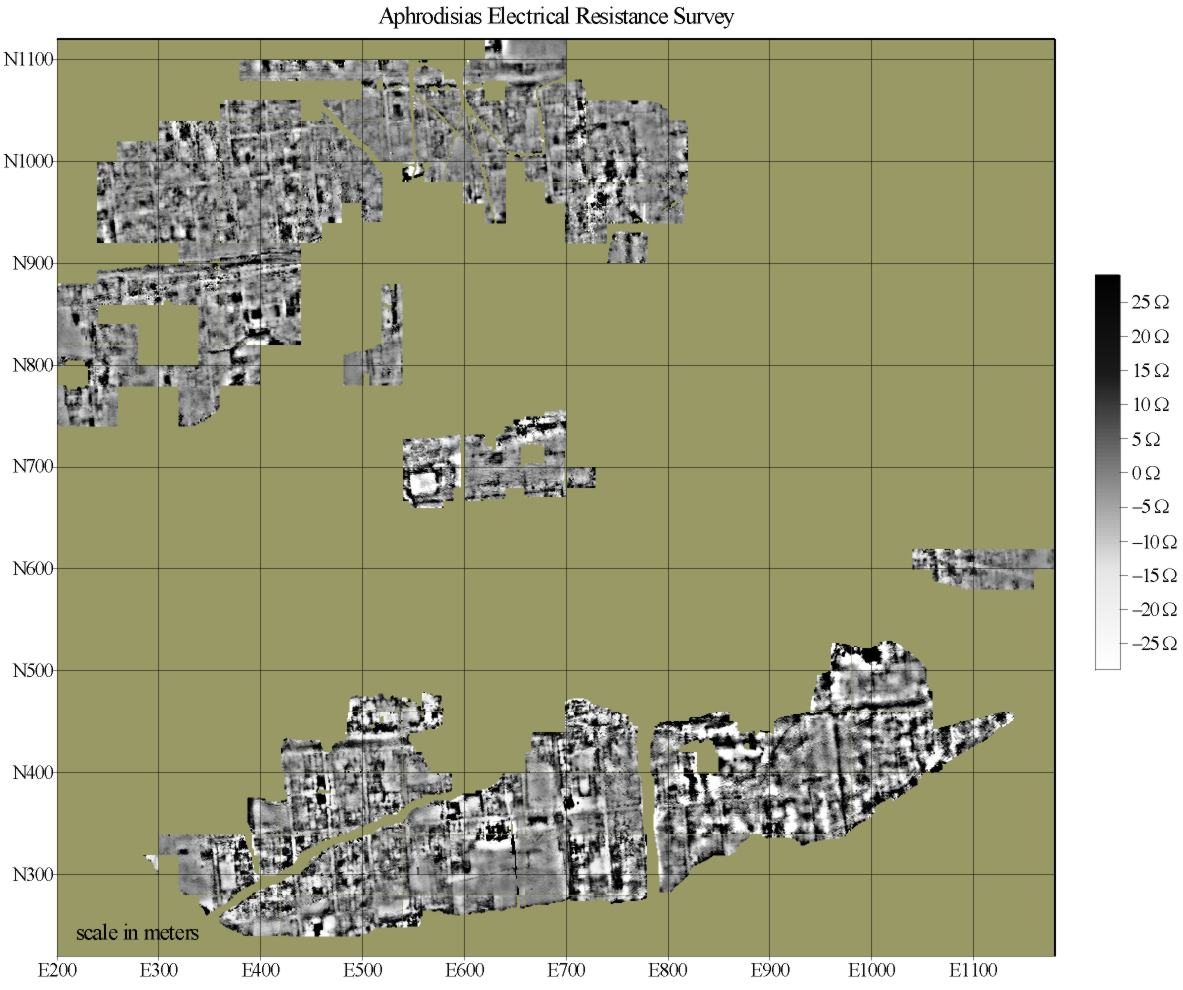 Aphrodisias Electrical Resistance Survey
N1100
N1000
N900
N800
N700
N600
N500
N400
N300
scale in meters
E200 E300 E400 E500 E600 E700 E800 E900 E1000 E1100
25 Ω
20 Ω
15 Ω
10 Ω
5 Ω
0 Ω
–5 Ω
–10 Ω
–15 Ω
–20 Ω
–25 Ω